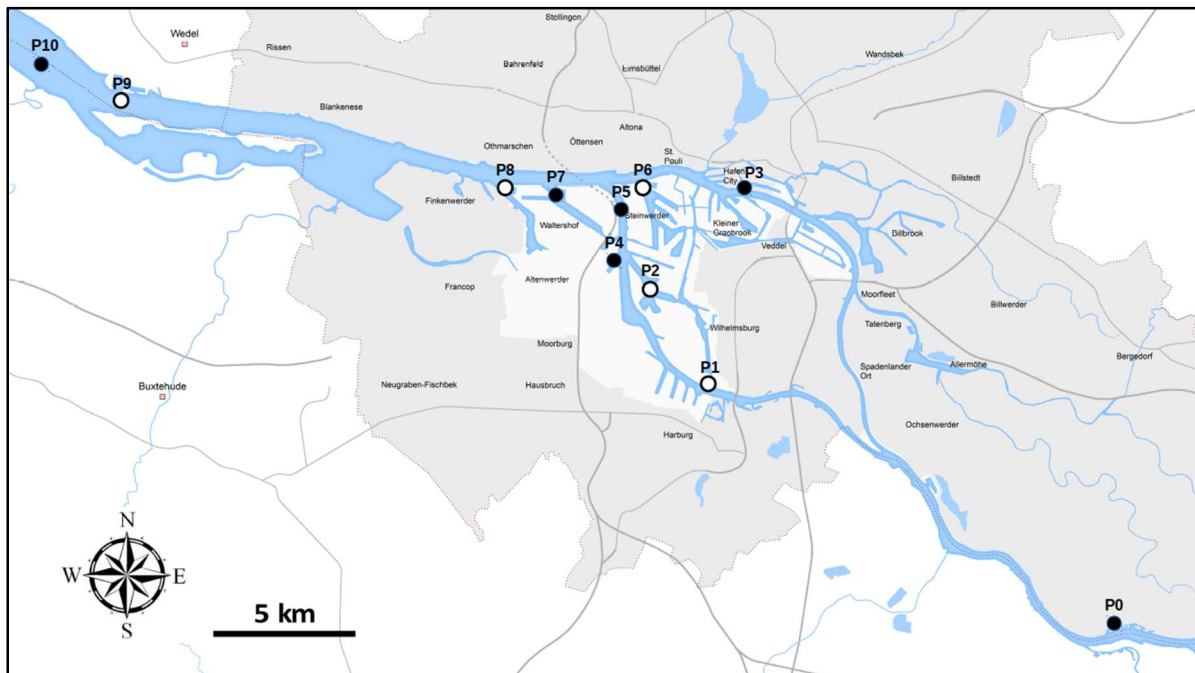 Stollingon
Wedel
P10
Rissen
Bahrenfeld
Eimsbüttel
Wandsbek
P9
Blankenese
Altona
Othmarschen
Öttensen
St.
Pauli
P8
P7
P6
Hafen
City
P3
Billstedt
Finkenwerder
P5
Steinwerder
Waltershof
Kleiner
Grasbrook
Billbrook
P4
Veddel
P2
Altenwerder
Francop
Moorfleet
Billwerder
Tatenberg
Wilhelmsburg
Moorburg
Bergedorf
P1
Spadenlander
Ort
Allermöhe
Buxtehude
Neugraben-Fischbek
Hausbruch
Ochsenwerder
Harburg
N
W
E
S
5 km
P0